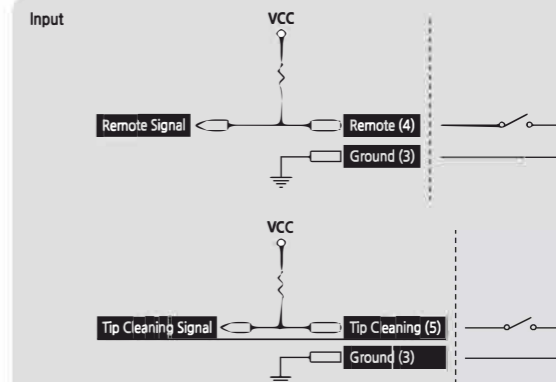 Input
VCC
Remote Signal
Remote (4)
Ground (3)
VCC
Tip Cleaning Signal
Tip Cleaning (5)
Ground (3)